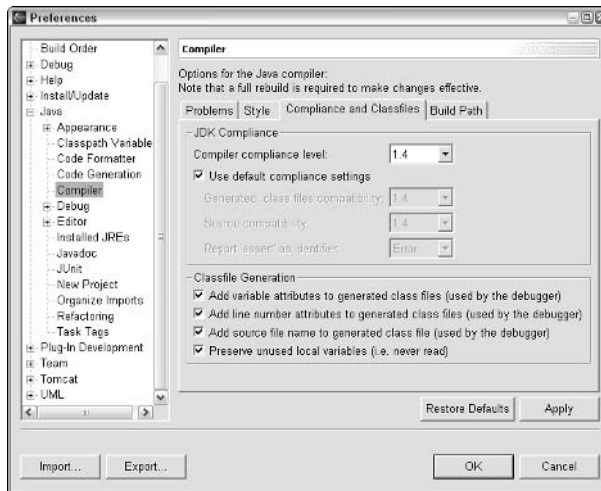 Preferences
Build Order
Debug
Help
Install/Update
Java
Appearance
Classpath Variable
Code Formatter
Code Generation
Compiler
Debug
Editor
Installed JREs
Javadoc
JUnit
New Project
Organize Imports
Refactoring
Task Tags
Plug-In Development
Team
Tomcat
UML
Compiler
Options for the Java compiler:
Note that a full rebuild is required to make changes effective.
Problems Style Compliance and Classfiles Build Path
JDK Compliance
Compiler compliance level: 1.4
Use default compliance settings
Generated .class files compatibility: 1.4
Source compatibility: 1.4
Report 'assert' as identifier: Error
Classfile Generation
Add variable attributes to generated class files (used by the debugger)
Add line number attributes to generated class files (used by the debugger)
Add source file name to generated class file (used by the debugger)
Preserve unused local variables (i.e. never read)
Restore Defaults Apply
Import... Export... OK Cancel